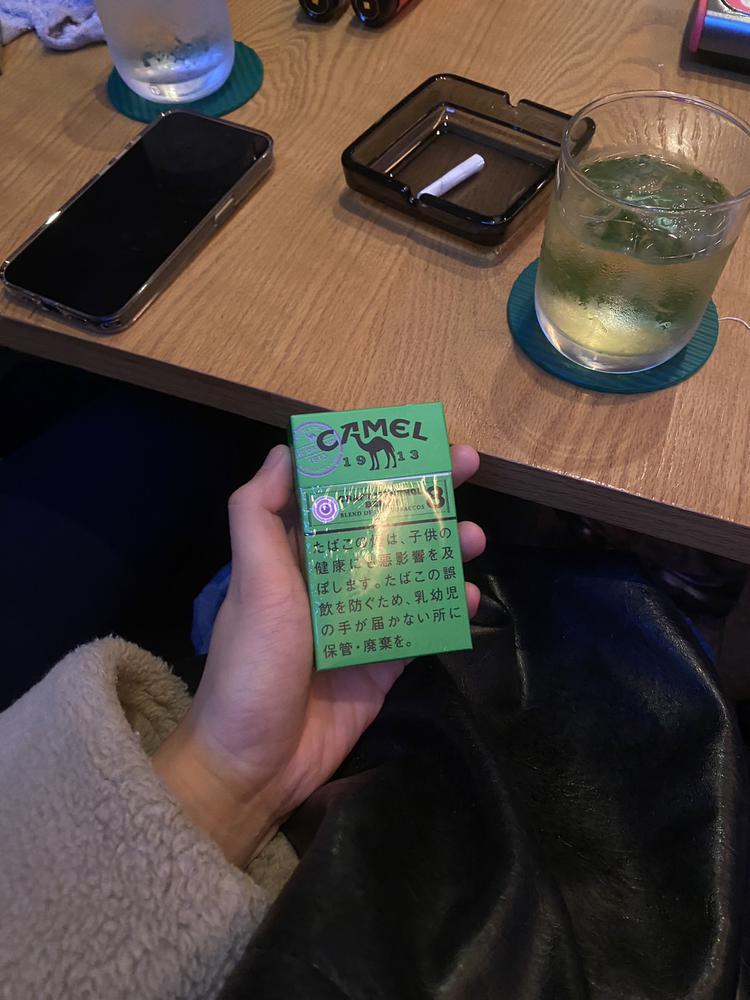 CAMEL
1913
8
BLEND OF
たばこの煙は、子供の
健康にも悪影響を及
ぼします。たばこの誤
飲を防ぐため、乳幼児
の手が届かない所に
保管・廃棄を。